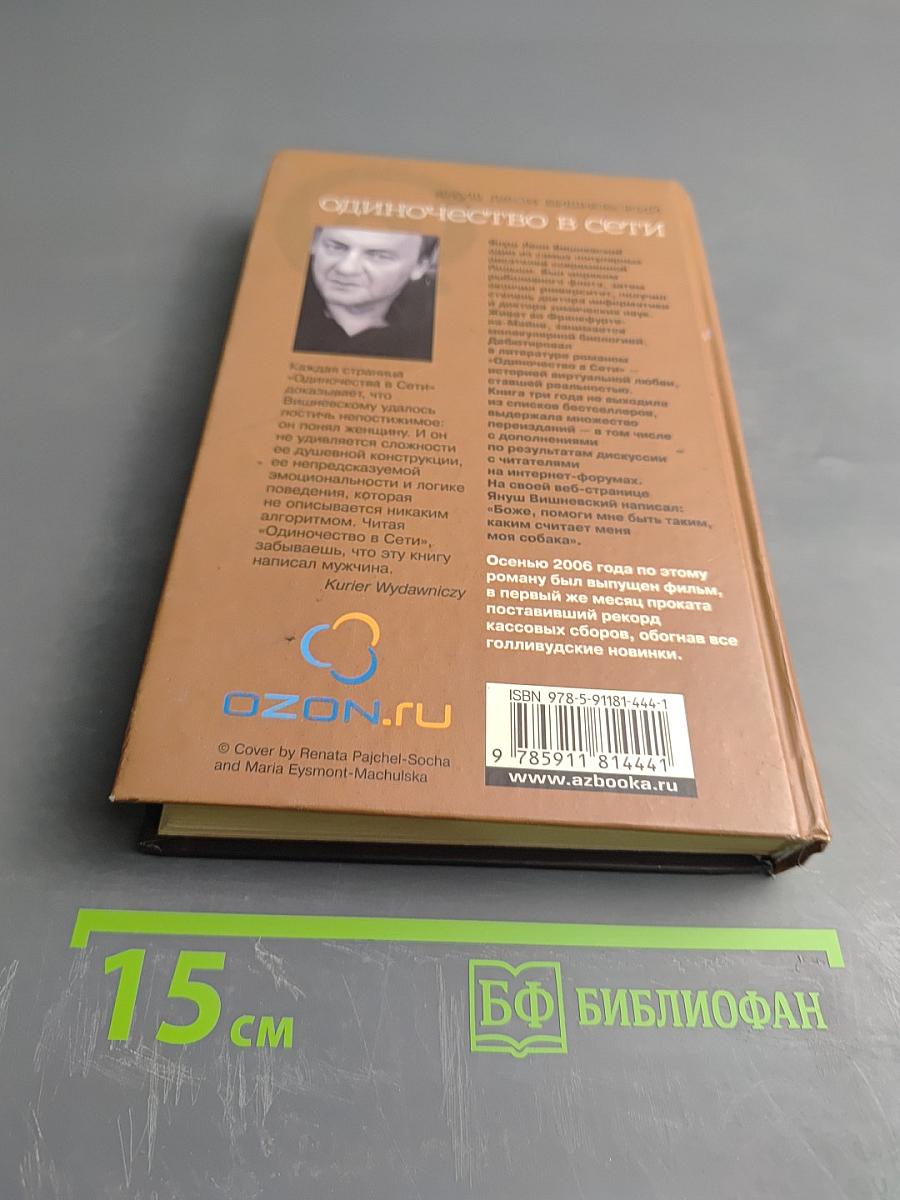 ОДИНОЧЕСТВО В СЕТИ
Каждая страница
«Одиночества в Сети»
доказывает, что
Вишневскому удалось
постичь непостижимое:
он понял женщину. И он
не удивляется сложности
ее душевной конструкции,
ее непредсказуемой
эмоциональности и логике
поведения, которая
не описывается никаким
алгоритмом. Читая
«Одиночество в Сети»,
забываешь, что эту книгу
написал мужчина.
Kurier Wydawniczy
OZON.ru
© Cover by Renata Pajchel-Socha
and Maria Eysmont-Machulska
Вишневский
один из самых популярных
писателей современной
Польши. Был моряком
рыболовного флота, затем
окончил университет, получил
степень доктора информатики
и доктора химических наук.
Живет во Франкфурте-
на-Майне, занимается
молекулярной биологией.
Дебютировал
в литературе романом
«Одиночество в Сети» –
историей виртуальной любви,
ставшей реальностью.
Книга три года не выходила
из списков бестселлеров,
выдержала множество
переизданий – в том числе
с дополнениями
по результатам дискуссии
с читателями
на интернет-форумах.
На своей веб-странице
Януш Вишневский написал:
«Боже, помоги мне быть таким,
каким считает меня
моя собака».
Осенью 2006 года по этому
роману был выпущен фильм,
в первый же месяц проката
поставивший рекорд
кассовых сборов, обогнав все
голливудские новинки.
ISBN 978-5-91181-444-1
9 785911 814441
www.azbooka.ru
15 см
БФ БИБЛИОФАН